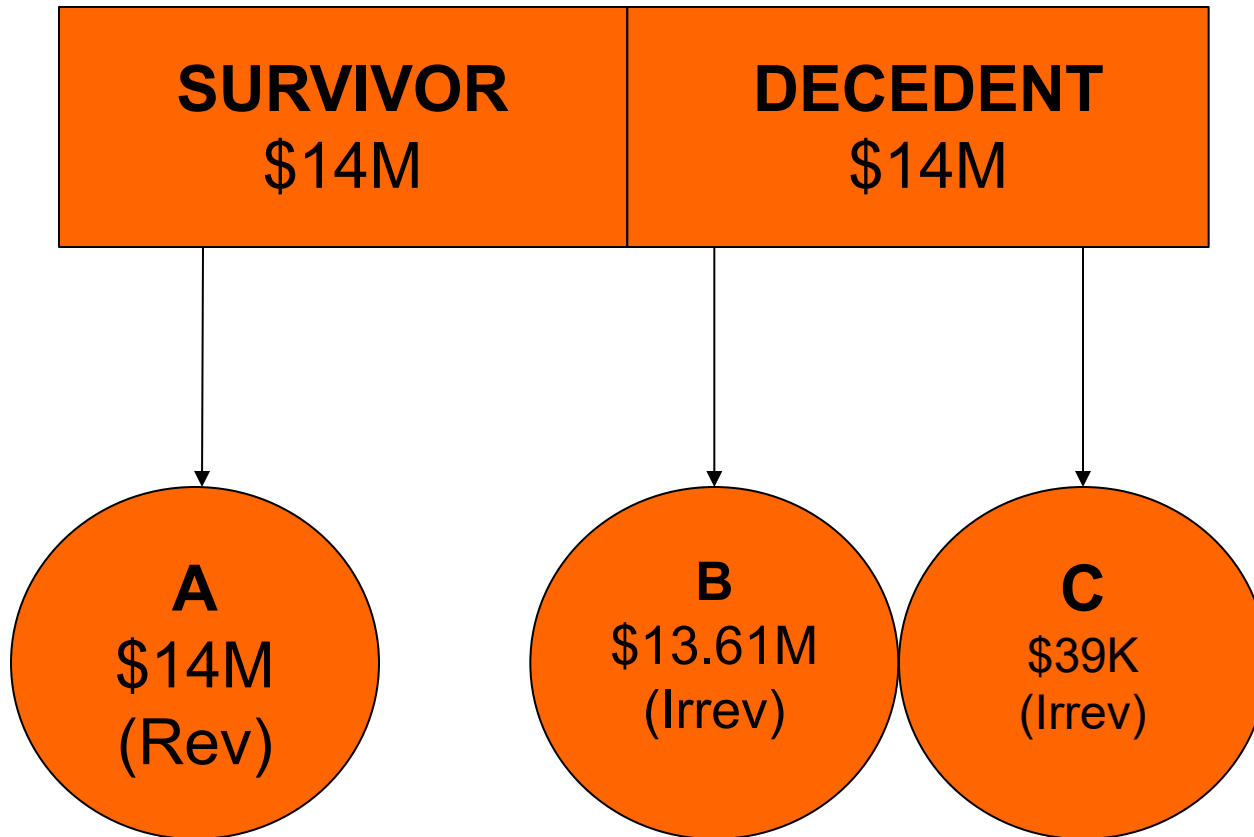 SURVIVOR
$14M
DECEDENT
$14M
A
$14M
(Rev)
B
$13.61M
(Irrev)
C
$39K
(Irrev)